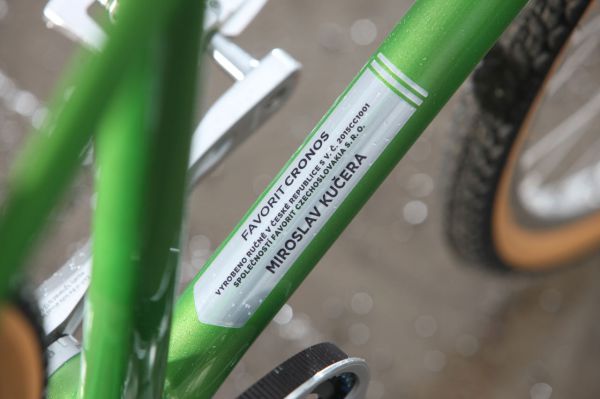 FAVORIT CRONOS
VYROBENO RUČNĚ V ČESKÉ REPUBLICE S V. Č. 2015CC1001
SPOLEČNOSTÍ FAVORIT CZECHOSLOVAKIA S.R.O.
MIROSLAV KUČERA